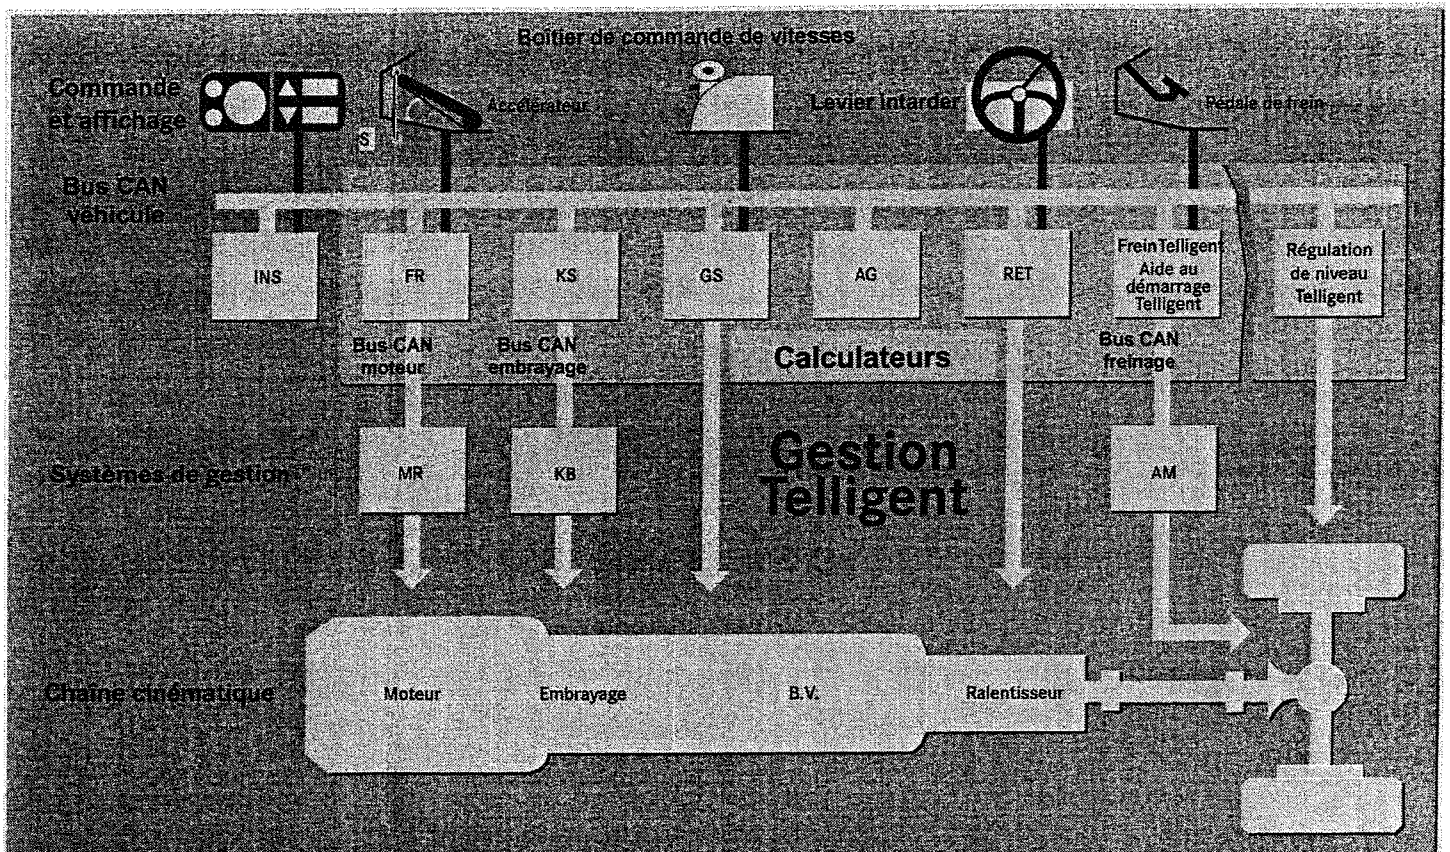 Boîtier de commande de vitesses
Commande
et affichage
Accélérateur
Levier Intarder
Pédale de frein
S
Bus CAN
véhicule
INS
FR
KS
GS
AG
RET
Frein Telligent
Aide au
démarrage
Telligent
Régulation
de niveau
Telligent
Bus CAN
moteur
Bus CAN
embrayage
Calculateurs
Bus CAN
freinage
Systèmes de gestion
MR
KB
Gestion
Telligent
AM
Chaîne cinématique
Moteur
Embrayage
B.V.
Ralentisseur